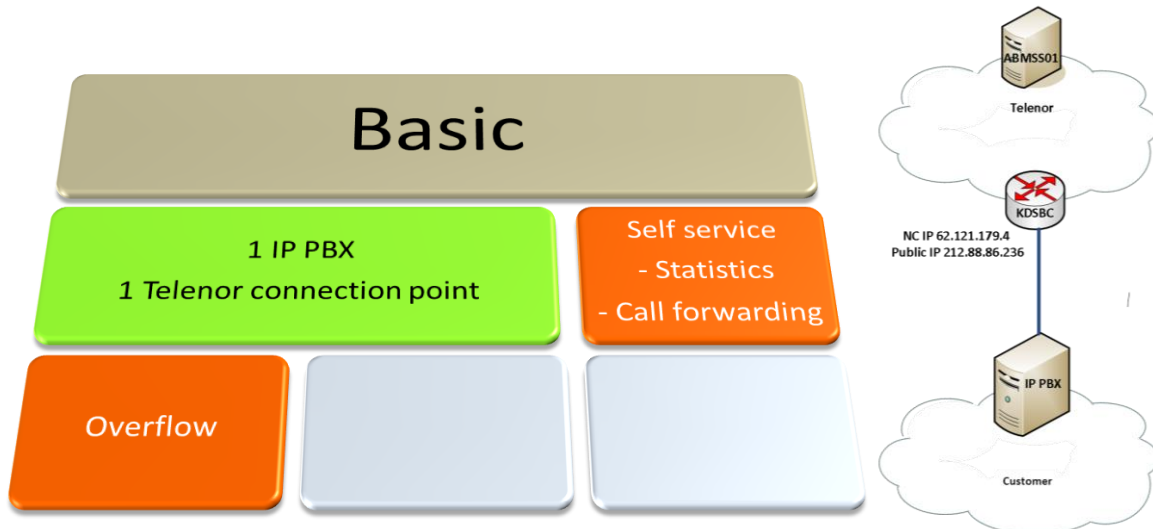 Basic
1 IP PBX
1 Telenor connection point
Self service
- Statistics
- Call forwarding
Overflow
ABMSS01
Telenor
KDSBC
NC IP 62.121.179.4
Public IP 212.88.86.236
IP PBX
Customer